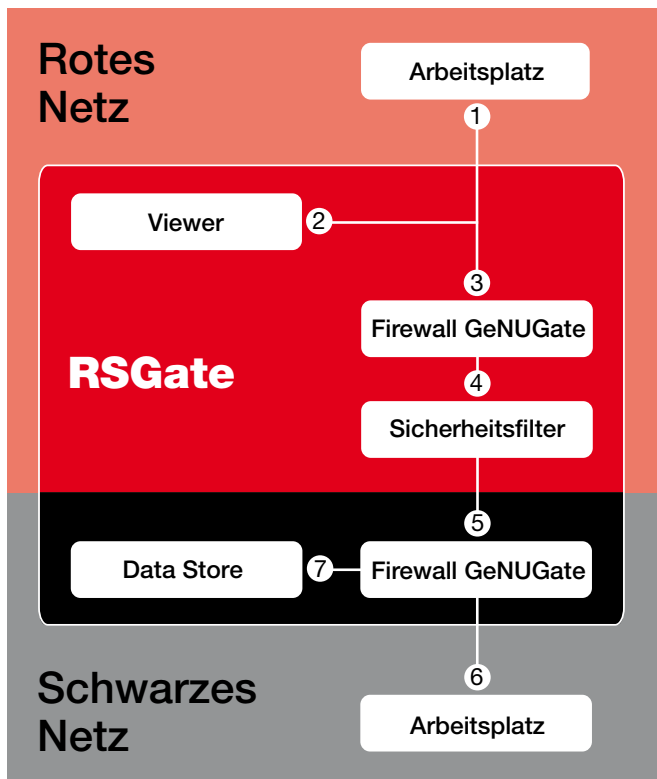 Rotes
Netz
Arbeitsplatz
1
Viewer
2
3
Firewall GeNUGate
RSGate
4
Sicherheitsfilter
5
Data Store
7
Firewall GeNUGate
6
Schwarzes
Netz
Arbeitsplatz